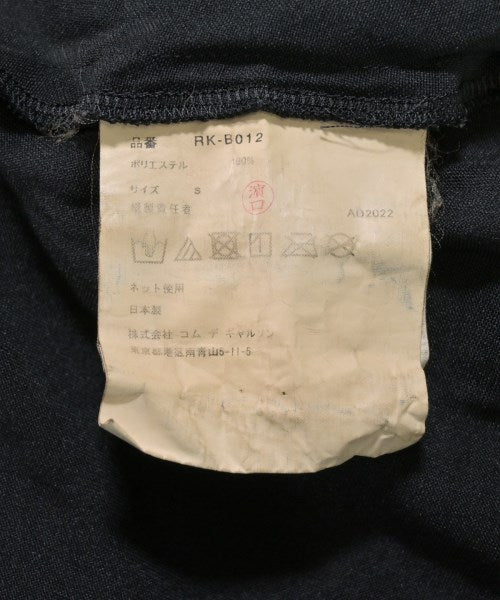 品番 RK-B012
ポリエステル 100%
サイズ S
縫製責任者 濱口
AD2022
ネット使用
日本製
株式会社 コム デ ギャルソン
東京都港区南青山5-11-5